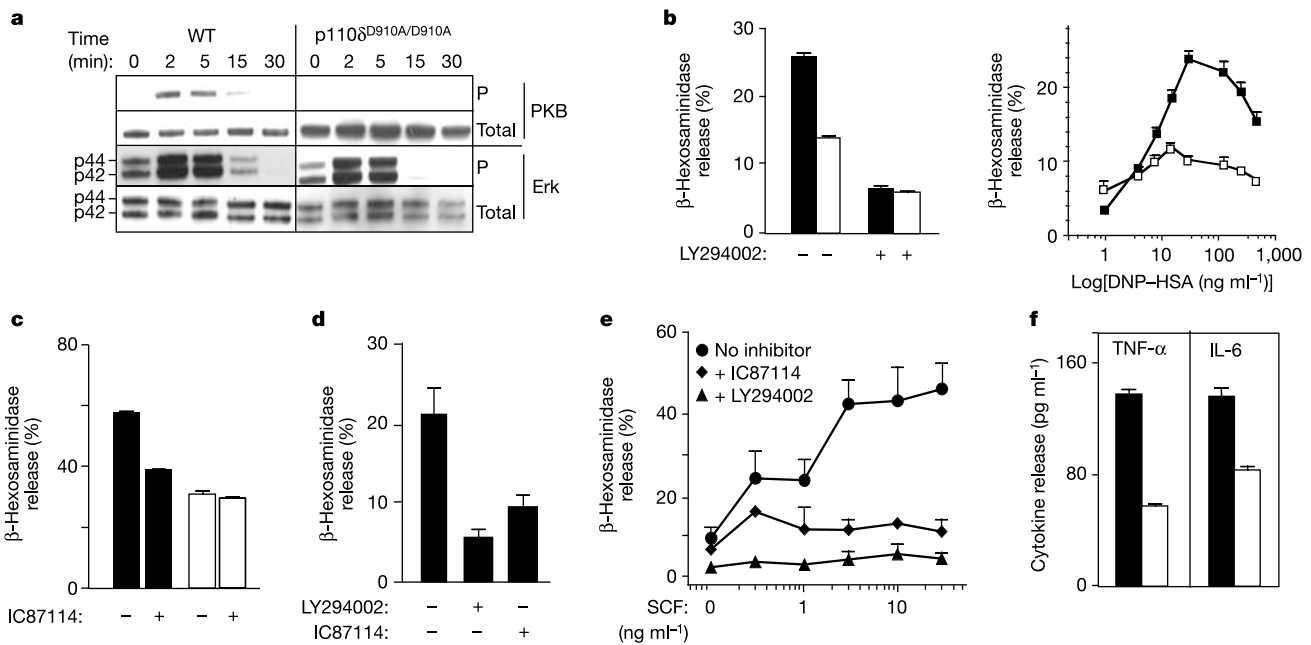 a
Time (min):
WT
p110δD910A/D910A
0 2 5 15 30
0 2 5 15 30
P
Total
PKB
p44
p42
P
p44
p42
Total
Erk
b
β-Hexosaminidase release (%)
30
20
10
0
LY294002: – – + +
β-Hexosaminidase release (%)
20
10
0
1 10 100 1,000
Log[DNP–HSA (ng ml–1)]
c
β-Hexosaminidase release (%)
80
40
0
IC87114: – + – +
d
β-Hexosaminidase release (%)
30
20
10
0
LY294002: – + –
IC87114: – – +
e
β-Hexosaminidase release (%)
60
40
20
0
No inhibitor
+ IC87114
+ LY294002
SCF: 0 1 10
(ng ml–1)
f
Cytokine release (pg ml–1)
160
80
0
TNF-α
IL-6